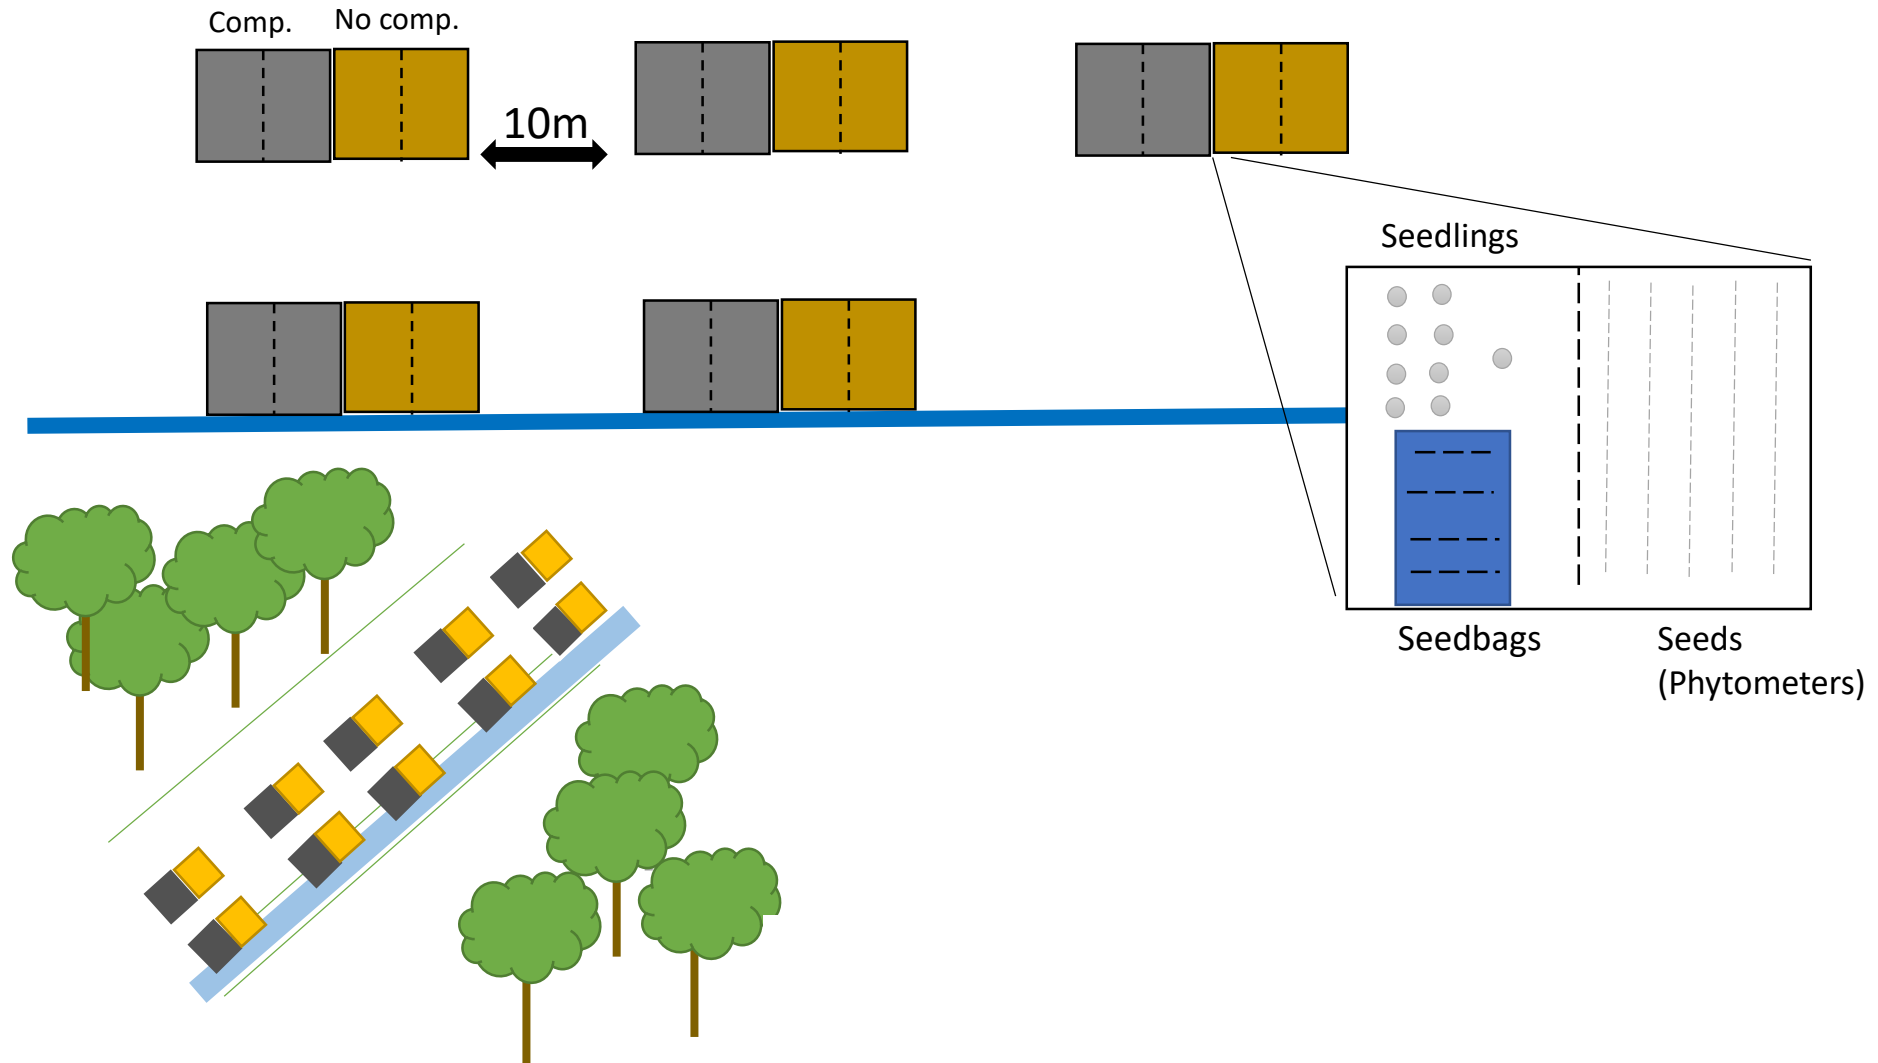 Comp.
No comp.
10m
Seedlings
Seedbags
Seeds
(Phytometers)